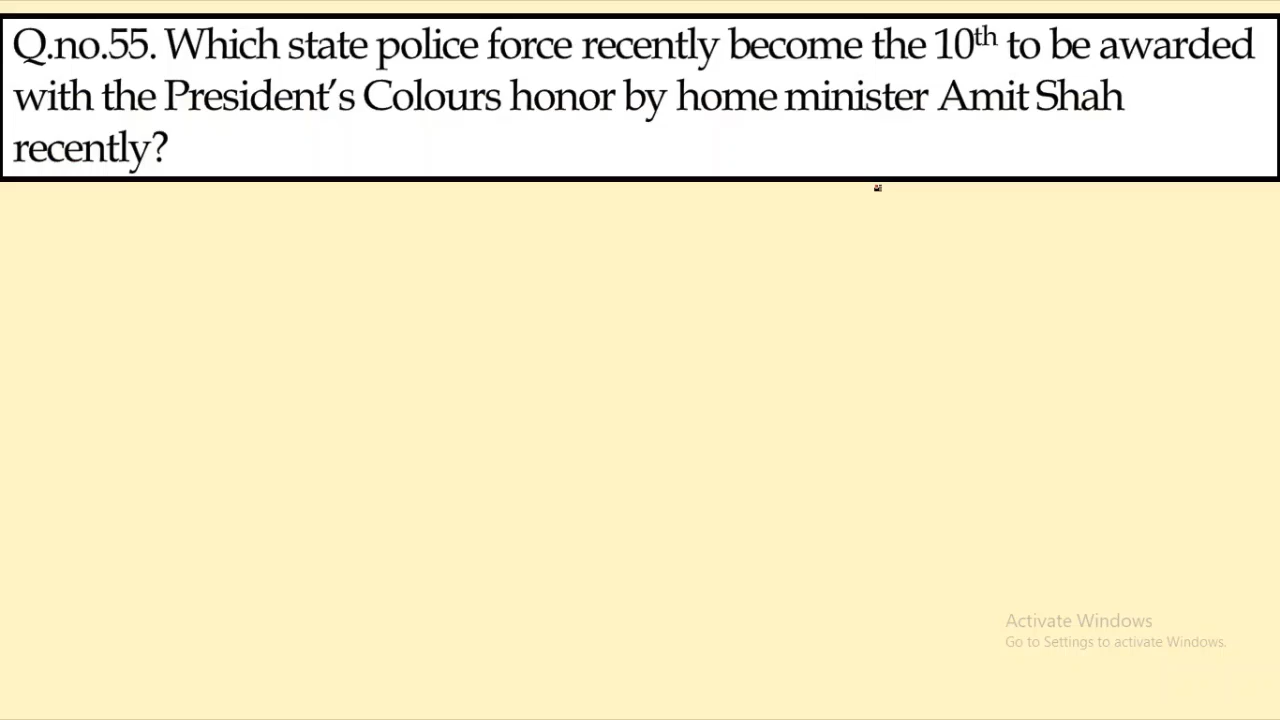 Q.no.55. Which state police force recently become the 10th to be awarded
with the President's Colours honor by home minister Amit Shah
recently?
Activate Windows
Go to Settings to activate Windows.